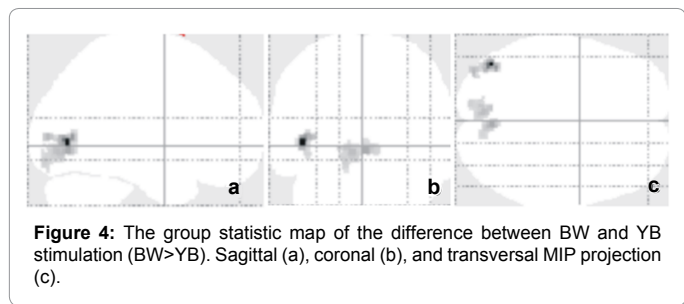 a
b
c
Figure 4: The group statistic map of the difference between BW and YB
stimulation (BW>YB). Sagittal (a), coronal (b), and transversal MIP projection
(c).